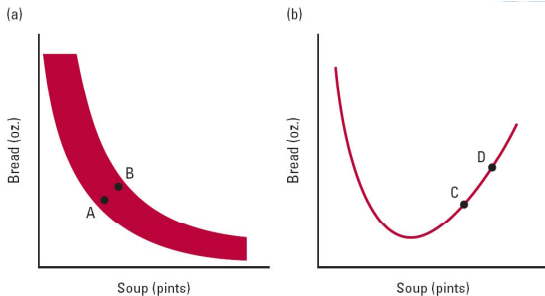 (a)
Bread (oz.)
B
A
Soup (pints)
(b)
Bread (oz.)
D
C
Soup (pints)